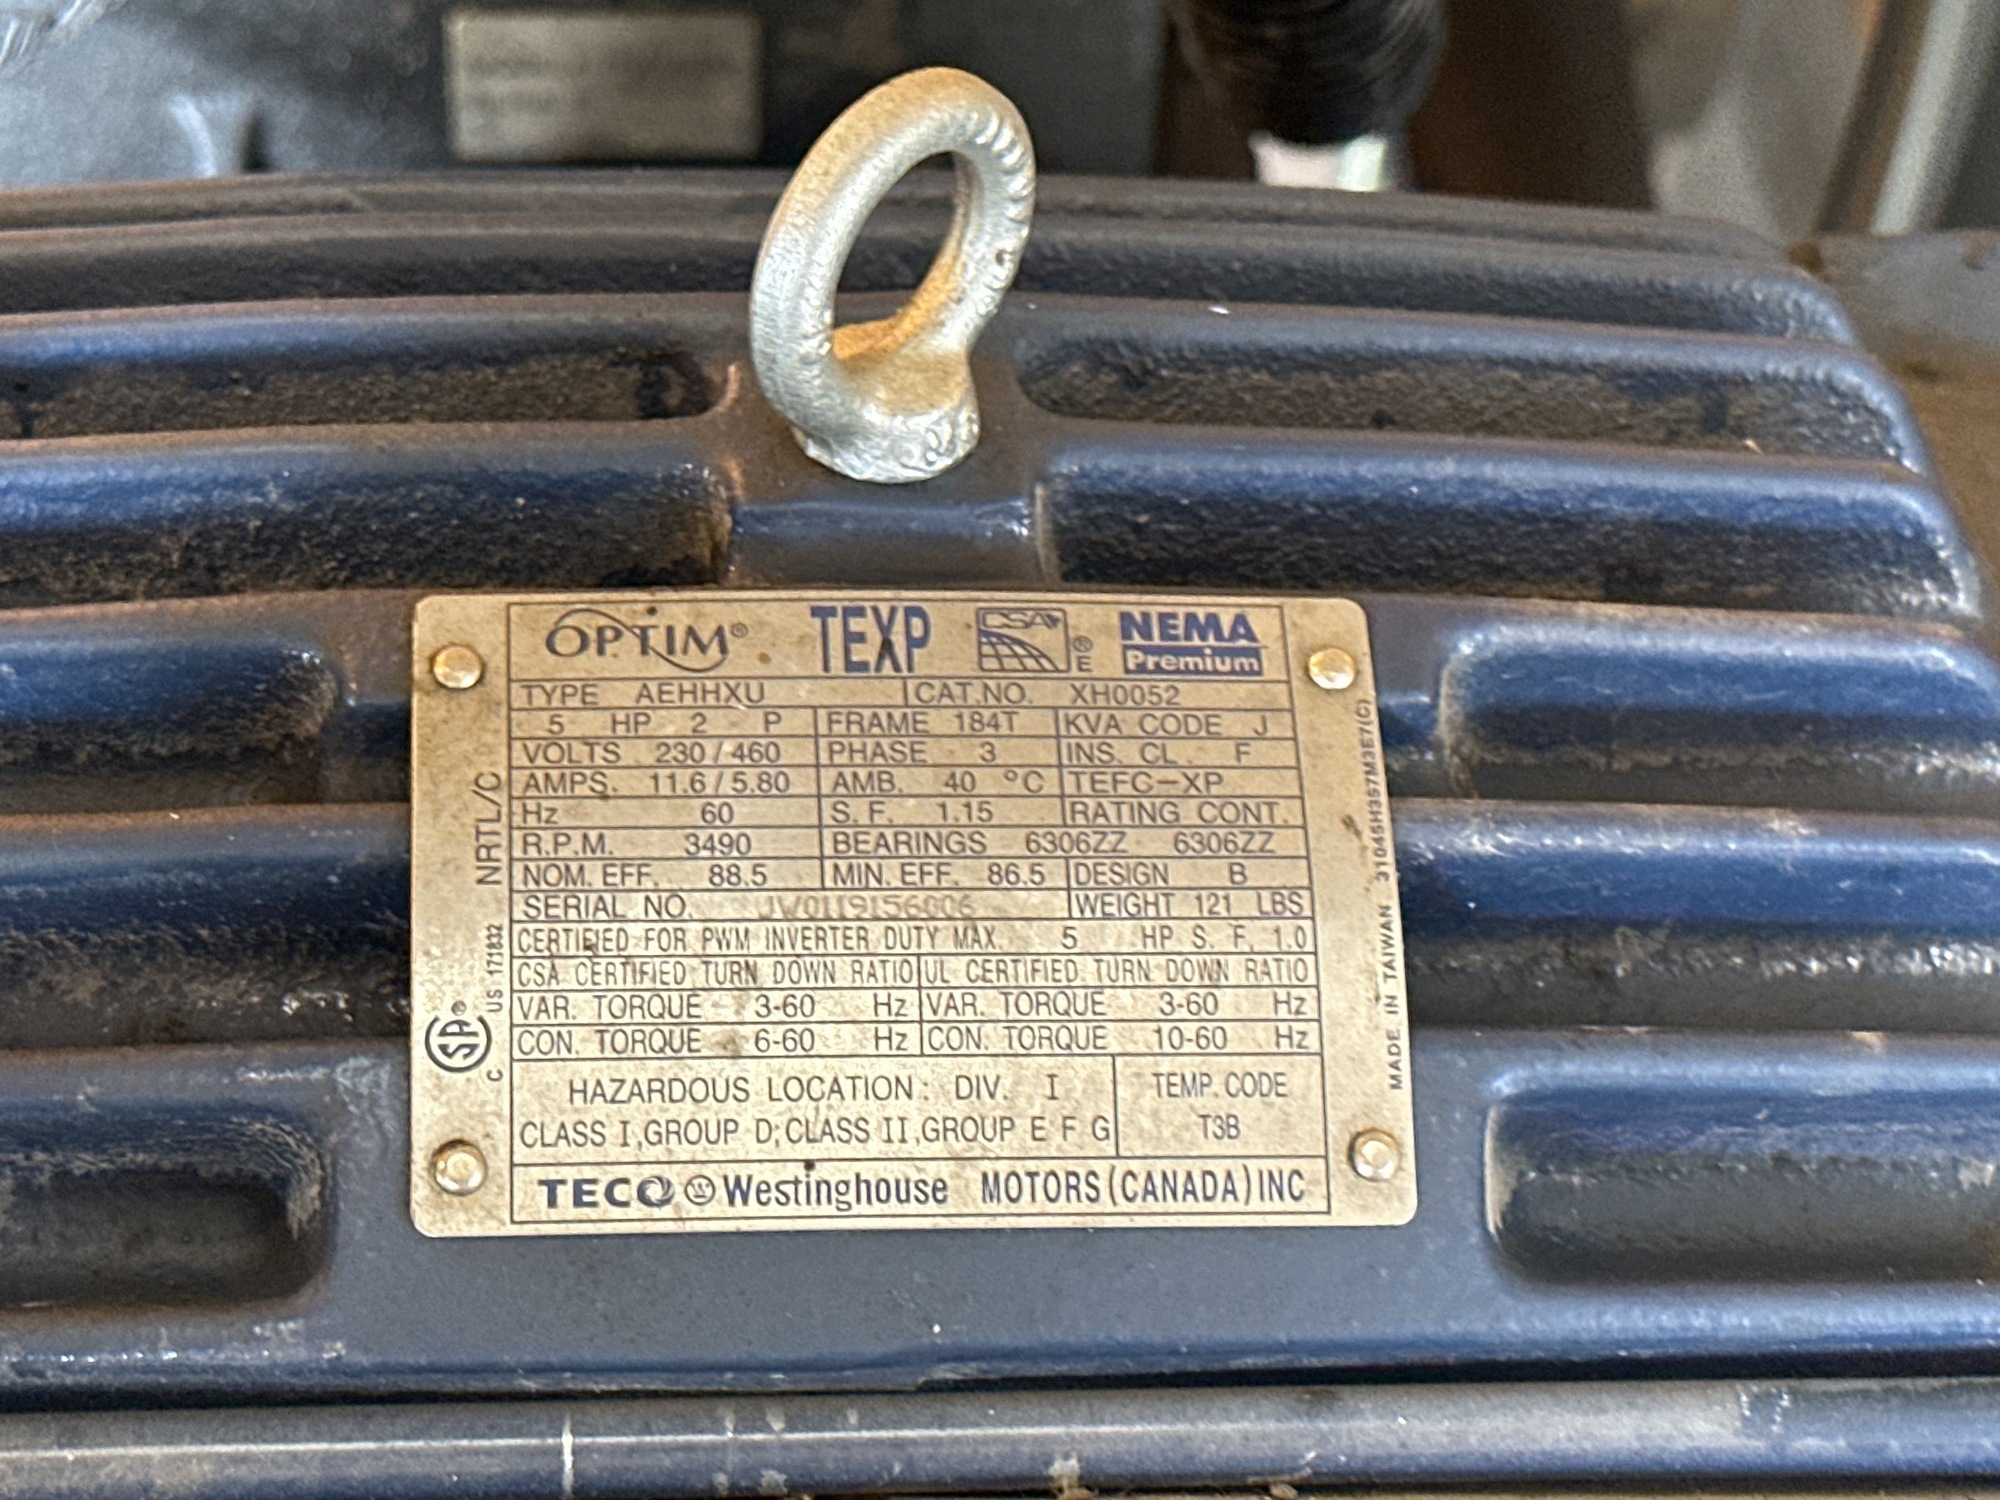 OPTIM® TEXP CSA ® E NEMA Premium
TYPE AEHHXU CAT.NO. XH0052
5 HP 2 P FRAME 184T KVA CODE J
VOLTS 230/460 PHASE 3 INS. CL. F
AMPS. 11.6/5.80 AMB. 40 °C TEFC-XP
Hz 60 S.F. 1.15 RATING CONT.
R.P.M. 3490 BEARINGS 6306ZZ 6306ZZ
NOM. EFF. 88.5 MIN. EFF. 86.5 DESIGN B
SERIAL NO. JW0119156006 WEIGHT 121 LBS
CERTIFIED FOR PWM INVERTER DUTY MAX. 5 HP S.F. 1.0
CSA CERTIFIED TURN DOWN RATIO UL CERTIFIED TURN DOWN RATIO
VAR. TORQUE 3-60 Hz VAR. TORQUE 3-60 Hz
CON. TORQUE 6-60 Hz CON. TORQUE 10-60 Hz
HAZARDOUS LOCATION: DIV. I TEMP. CODE
CLASS I,GROUP D;CLASS II,GROUP E F G T3B
TECO W Westinghouse MOTORS(CANADA)INC
NRTL/C
C SA® US 171832
MADE IN TAIWAN 31045H357M3E7(C)